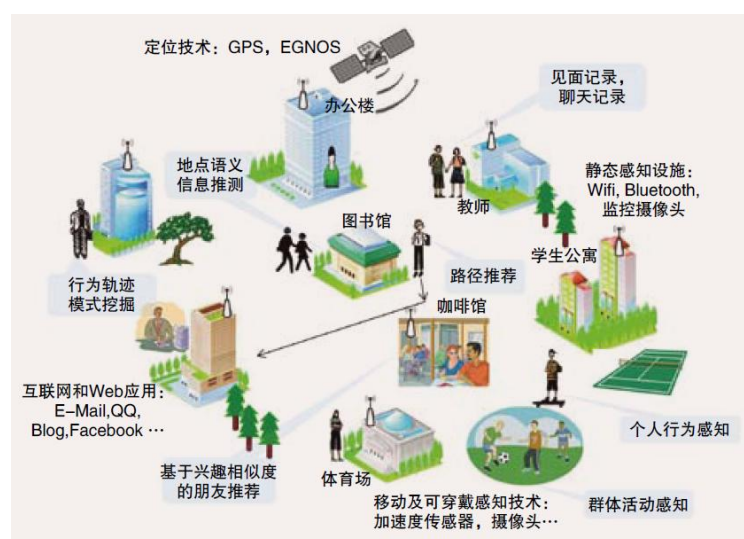 定位技术：GPS，EGNOS
办公楼
见面记录，
聊天记录
地点语义
信息推测
静态感知设施：
Wifi, Bluetooth,
监控摄像头
教师
图书馆
学生公寓
路径推荐
行为轨迹
模式挖掘
咖啡馆
互联网和Web应用：
E-Mail,QQ,
Blog,Facebook …
个人行为感知
基于兴趣相似度
的朋友推荐
体育场
移动及可穿戴感知技术：
加速度传感器，摄像头…
群体活动感知